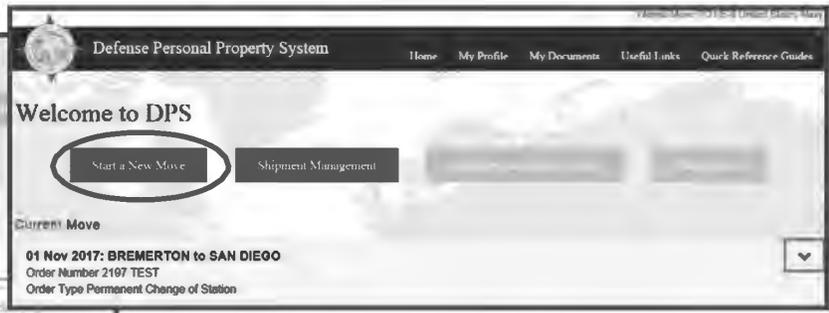 Defense Personal Property System
Home My Profile My Documents Useful Links Quick Reference Guides
Welcome to DPS
Start a New Move Shipment Management
Current Move
01 Nov 2017: BREMERTON to SAN DIEGO
Order Number 2197 TEST
Order Type Permanent Change of Station